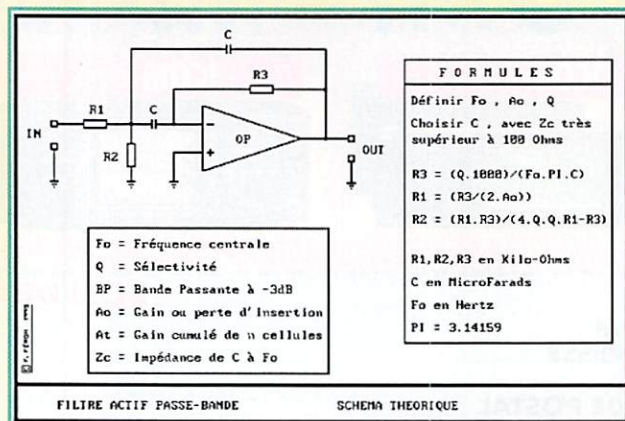 C
R3
R1
C
IN
R2
OP
OUT
FORMULES
Définir Fo , Ao , Q
Choisir C , avec Zc très
supérieur à 100 Ohms
R3 = (Q.1000)/(Fo.PI.C)
R1 = (R3/(2.Ao))
R2 = (R1.R3)/(4.Q.Q.R1-R3)
R1,R2,R3 en Kilo-Ohms
C en MicroFarads
Fo en Hertz
PI = 3.14159
Fo = Fréquence centrale
Q = Sélectivité
BP = Bande Passante à -3dB
Ao = Gain ou perte d'insertion
At = Gain cumulé de n cellules
Zc = Impédance de C à Fo
FILTRE ACTIF PASSE-BANDE SCHEMA THEORIQUE